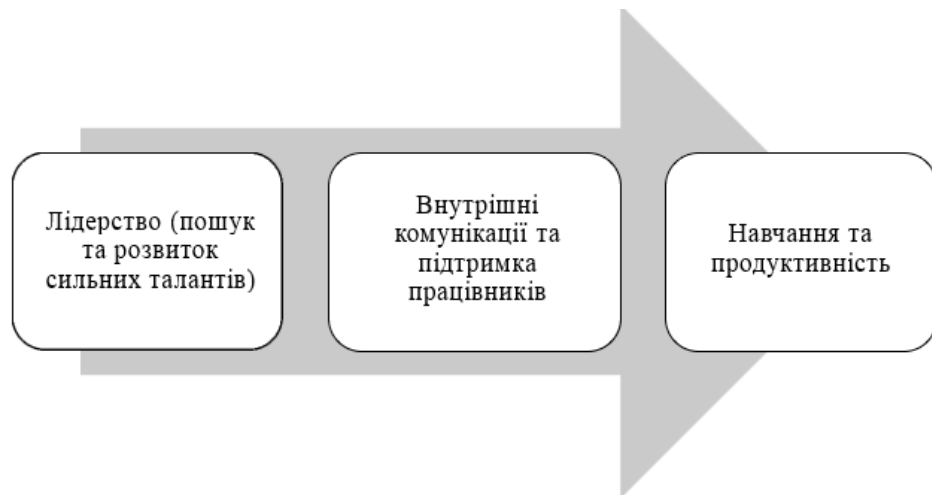 Лідерство (пошук
та розвиток
сильних талантів)
Внутрішні
комунікації та
підтримка
працівників
Навчання та
продуктивність